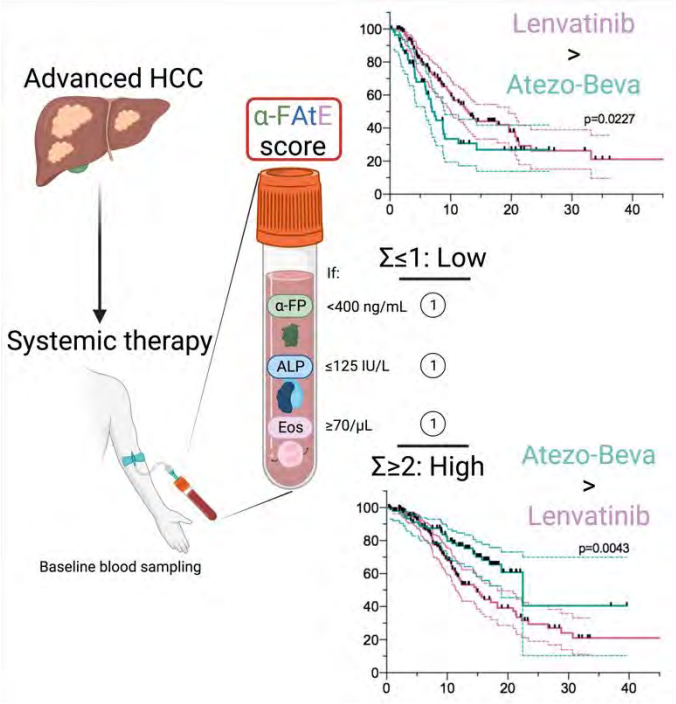 Advanced HCC
Systemic therapy
Baseline blood sampling
α-FAtE
score
If:
α-FP
<400 ng/mL
1
ALP
≤125 IU/L
1
Eos
≥70/μL
1
Σ≤1: Low
Σ≥2: High
Lenvatinib
>
Atezo-Beva
p=0.0227
100
80
60
40
20
0
10
20
30
40
Atezo-Beva
>
Lenvatinib
p=0.0043
100
80
60
40
20
0
0
10
20
30
40